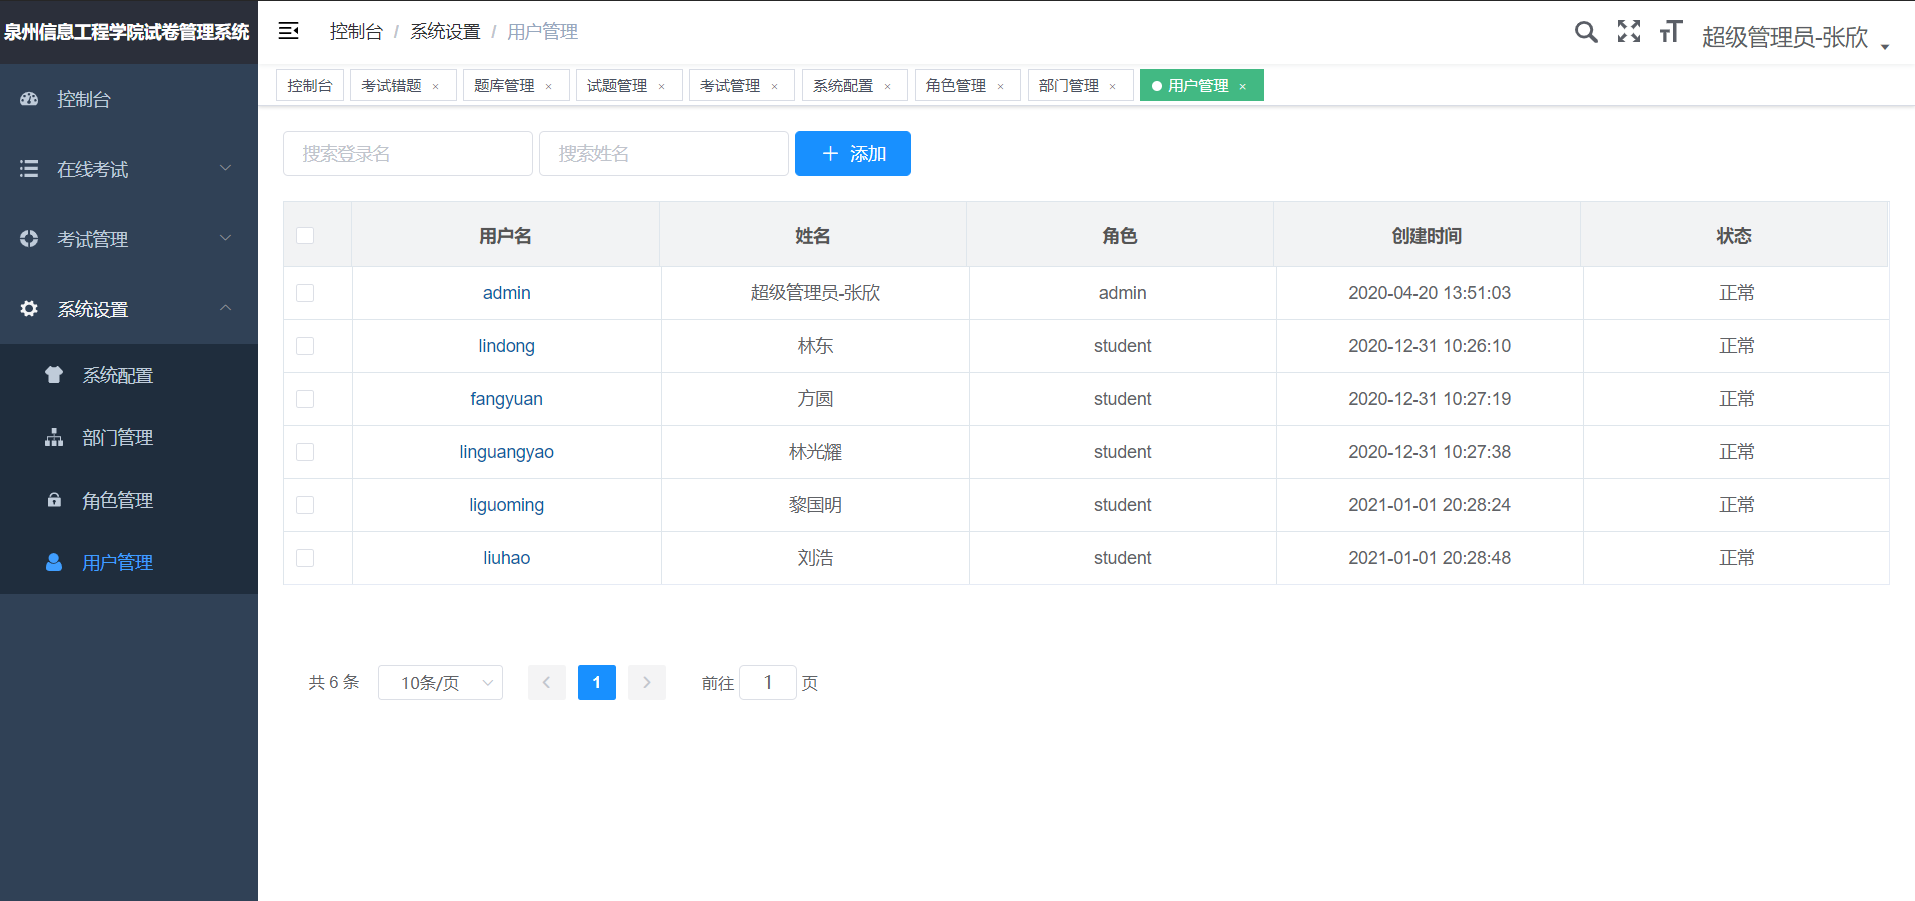 泉州信息工程学院试卷管理系统
控制台
在线考试
考试管理
系统设置
系统配置
部门管理
角色管理
用户管理
控制台 / 系统设置 / 用户管理
超级管理员-张欣
控制台 考试错题 × 题库管理 × 试题管理 × 考试管理 × 系统配置 × 角色管理 × 部门管理 × 用户管理 ×
搜索登录名 搜索姓名 + 添加
用户名 姓名 角色 创建时间 状态
admin 超级管理员-张欣 admin 2020-04-20 13:51:03 正常
lindong 林东 student 2020-12-31 10:26:10 正常
fangyuan 方圆 student 2020-12-31 10:27:19 正常
linguangyao 林光耀 student 2020-12-31 10:27:38 正常
liguoming 黎国明 student 2021-01-01 20:28:24 正常
liuhao 刘浩 student 2021-01-01 20:28:48 正常
共 6 条 10条/页 1 前往 1 页